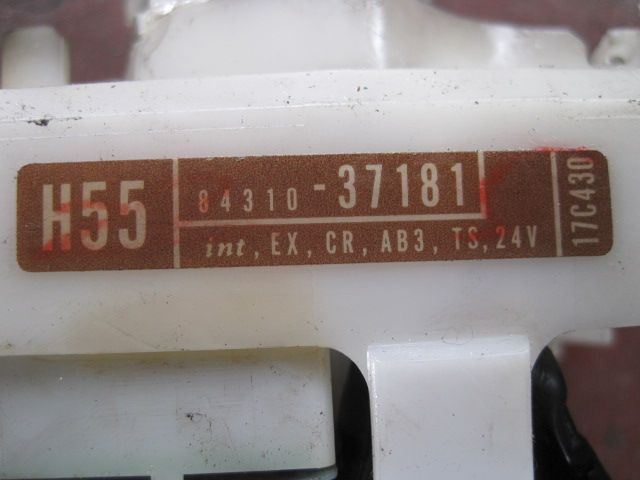 H55
84310-37181
int, EX, CR, AB3, TS, 24V
17C430